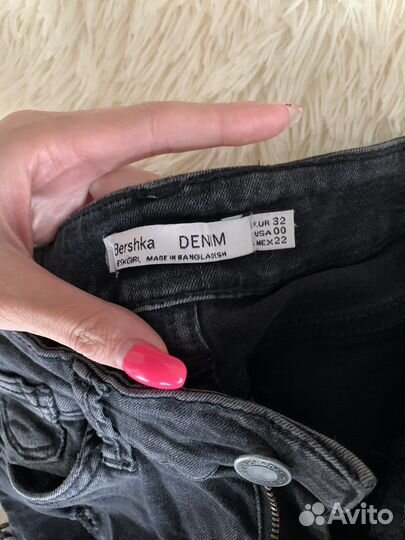 Bershka DENIM
BSKGIRL MADE IN BANGLADESH
EUR 32
USA 00
MEX 22
Avito